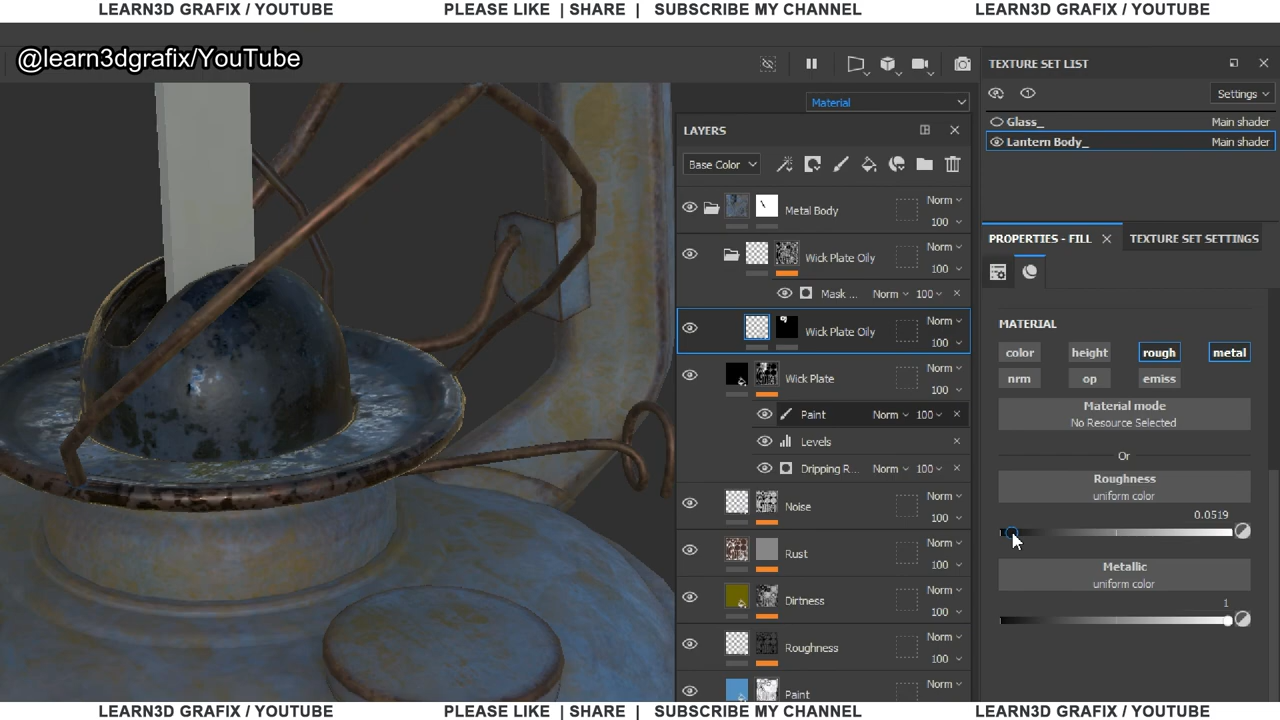 LEARN3D GRAFIX / YOUTUBE PLEASE LIKE | SHARE | SUBSCRIBE MY CHANNEL LEARN3D GRAFIX / YOUTUBE
@learn3dgrafix/YouTube
Material
LAYERS
Base Color
Metal Body Norm 100
Wick Plate Oily Norm 100
Mask ... Norm 100
Wick Plate Oily Norm 100
Wick Plate Norm 100
Paint Norm 100
Levels
Dripping R... Norm 100
Noise Norm 100
Rust Norm 100
Dirtness Norm 100
Roughness Norm 100
Paint Norm
TEXTURE SET LIST
Settings
Glass_ Main shader
Lantern Body_ Main shader
PROPERTIES - FILL TEXTURE SET SETTINGS
MATERIAL
color height rough metal
nrm op emiss
Material mode
No Resource Selected
Or
Roughness
uniform color
0.0519
Metallic
uniform color
1
LEARN3D GRAFIX / YOUTUBE PLEASE LIKE | SHARE | SUBSCRIBE MY CHANNEL LEARN3D GRAFIX / YOUTUBE